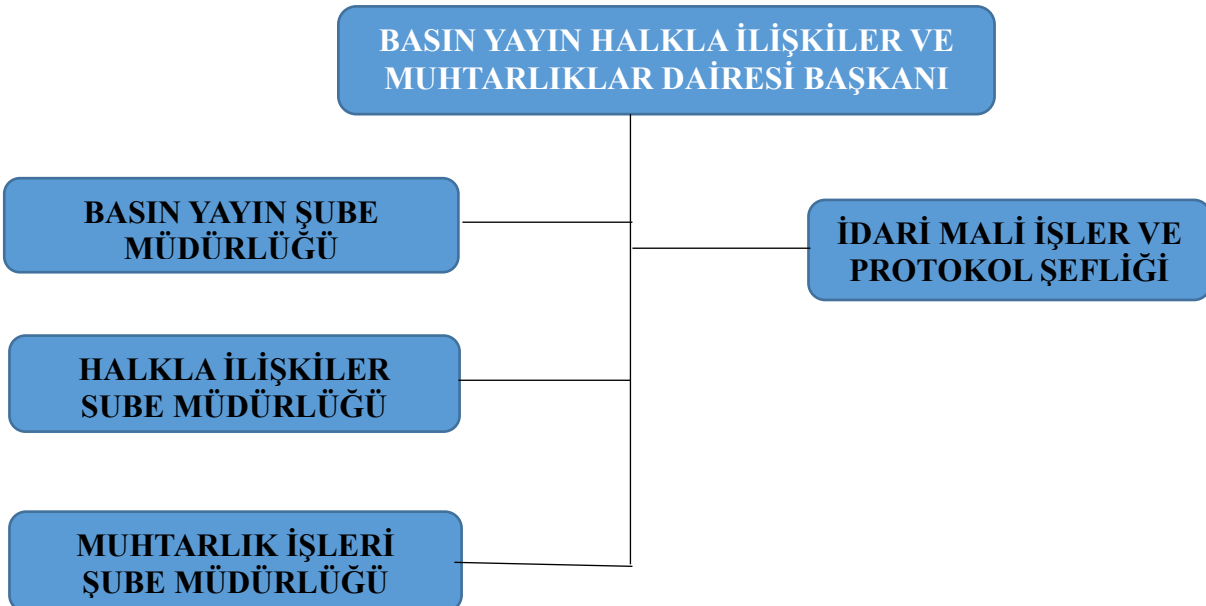 BASIN YAYIN HALKLA İLİŞKİLER VE
MUHTARLIKLAR DAİRESİ BAŞKANI
BASIN YAYIN ŞUBE
MÜDÜRLÜĞÜ
İDARİ MALİ İŞLER VE
PROTOKOL ŞEFLİĞİ
HALKLA İLİŞKİLER
SUBE MÜDÜRLÜĞÜ
MUHTARLIK İŞLERİ
ŞUBE MÜDÜRLÜĞÜ